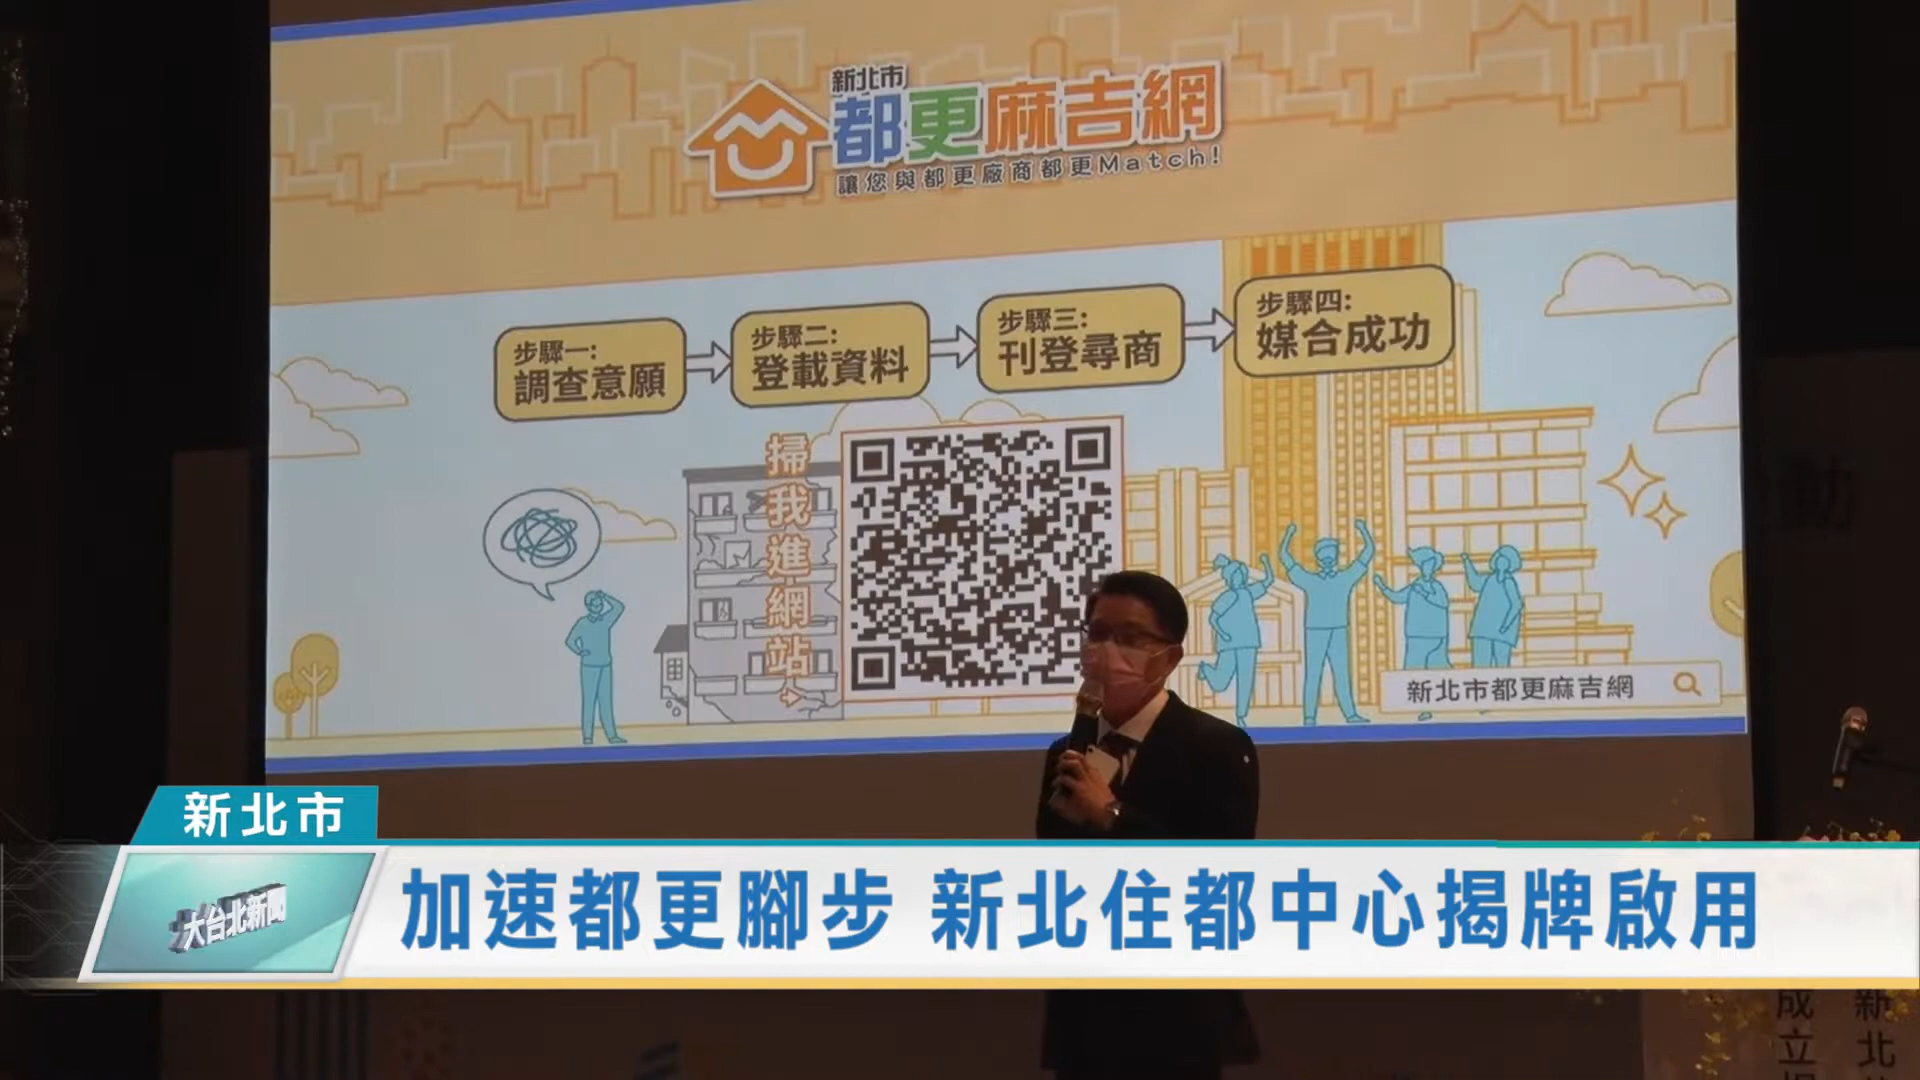 新北市
都更麻吉網
讓您與都更廠商都更Match!
步驟一:
調查意願
步驟二:
登載資料
步驟三:
刊登尋商
步驟四:
媒合成功
掃我進網站
新北市都更麻吉網
新北市
大台北新聞
加速都更腳步 新北住都中心揭牌啟用
新北
成立